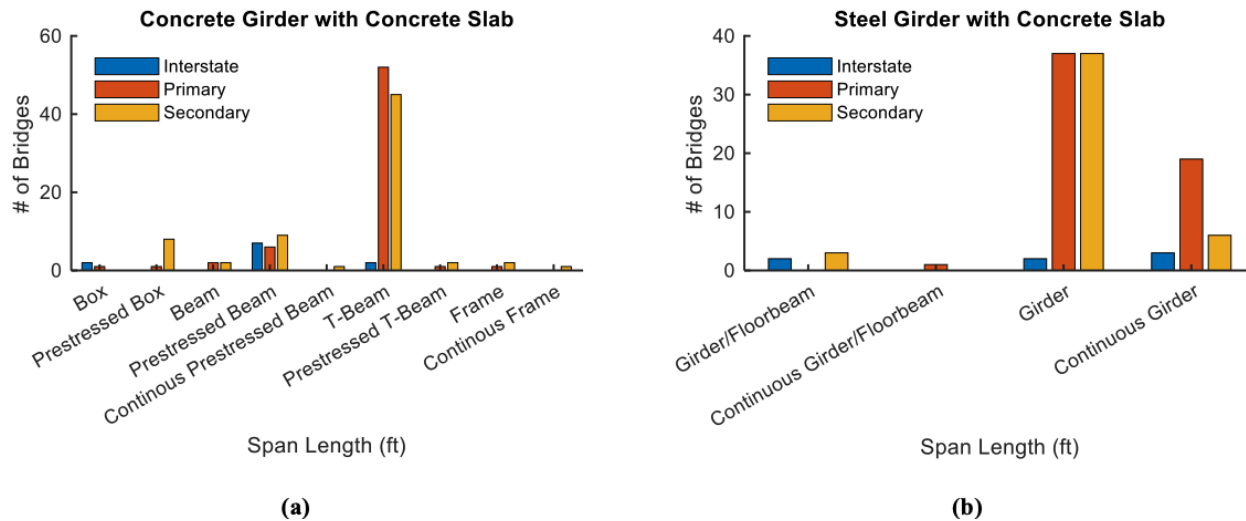 Concrete Girder with Concrete Slab
60
40
20
0
# of Bridges
Interstate
Primary
Secondary
Box
Prestressed Box
Beam
Prestressed Beam
Continous Prestressed Beam
T-Beam
Prestressed T-Beam
Frame
Continous Frame
Span Length (ft)
(a)
Steel Girder with Concrete Slab
40
30
20
10
0
# of Bridges
Interstate
Primary
Secondary
Girder/Floorbeam
Continuous Girder/Floorbeam
Girder
Continuous Girder
Span Length (ft)
(b)